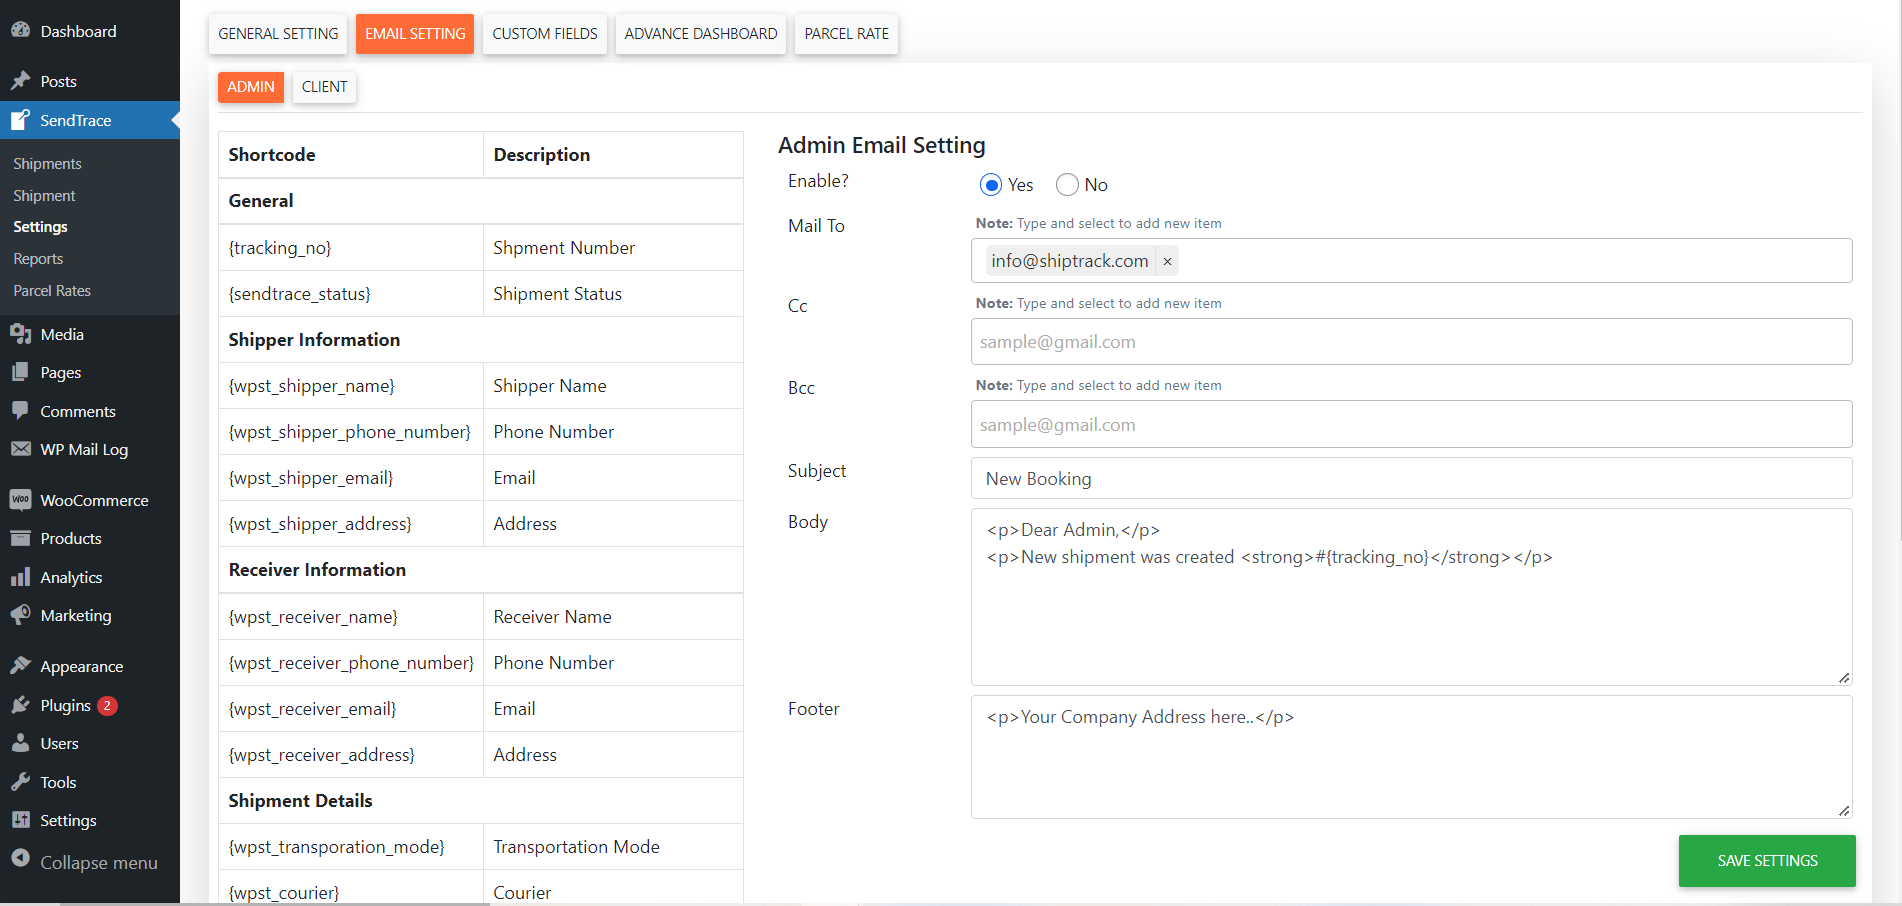 Dashboard
Posts
SendTrace
Shipments
Shipment
Settings
Reports
Parcel Rates
Media
Pages
Comments
WP Mail Log
WooCommerce
Products
Analytics
Marketing
Appearance
Plugins 2
Users
Tools
Settings
Collapse menu
GENERAL SETTING EMAIL SETTING CUSTOM FIELDS ADVANCE DASHBOARD PARCEL RATE
ADMIN CLIENT
Shortcode Description
General
{tracking_no} Shpment Number
{sendtrace_status} Shipment Status
Shipper Information
{wpst_shipper_name} Shipper Name
{wpst_shipper_phone_number} Phone Number
{wpst_shipper_email} Email
{wpst_shipper_address} Address
Receiver Information
{wpst_receiver_name} Receiver Name
{wpst_receiver_phone_number} Phone Number
{wpst_receiver_email} Email
{wpst_receiver_address} Address
Shipment Details
{wpst_transporation_mode} Transportation Mode
{wpst_courier} Courier
Admin Email Setting
Enable? Yes No
Mail To Note: Type and select to add new item
info@shiptrack.com ×
Cc Note: Type and select to add new item
sample@gmail.com
Bcc Note: Type and select to add new item
sample@gmail.com
Subject New Booking
Body <p>Dear Admin,</p>
<p>New shipment was created <strong>#{tracking_no}</strong></p>
Footer <p>Your Company Address here..</p>
SAVE SETTINGS